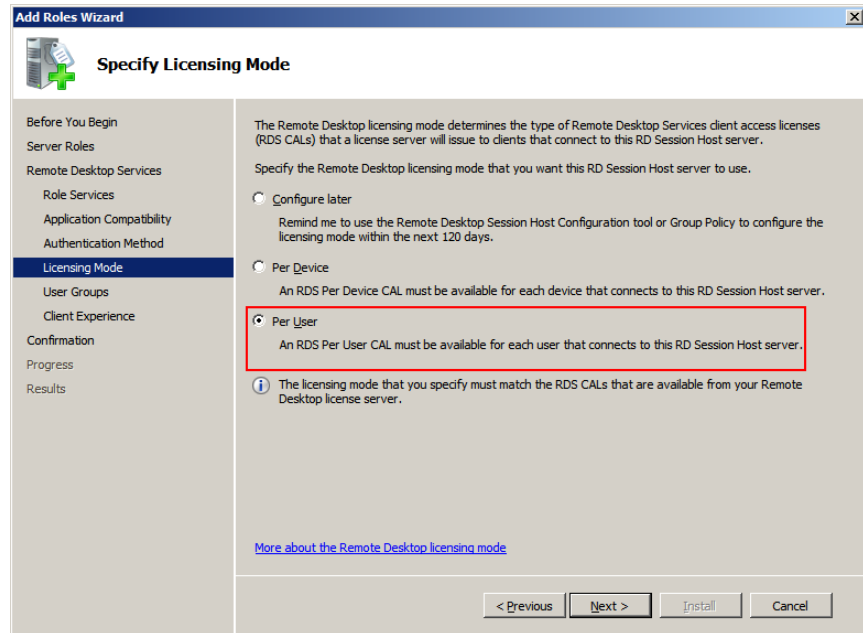 Add Roles Wizard
Specify Licensing Mode
Before You Begin
Server Roles
Remote Desktop Services
Role Services
Application Compatibility
Authentication Method
Licensing Mode
User Groups
Client Experience
Confirmation
Progress
Results
The Remote Desktop licensing mode determines the type of Remote Desktop Services client access licenses
(RDS CALs) that a license server will issue to clients that connect to this RD Session Host server.
Specify the Remote Desktop licensing mode that you want this RD Session Host server to use.
Configure later
Remind me to use the Remote Desktop Session Host Configuration tool or Group Policy to configure the
licensing mode within the next 120 days.
Per Device
An RDS Per Device CAL must be available for each device that connects to this RD Session Host server.
Per User
An RDS Per User CAL must be available for each user that connects to this RD Session Host server.
The licensing mode that you specify must match the RDS CALs that are available from your Remote
Desktop license server.
More about the Remote Desktop licensing mode
< Previous
Next >
Install
Cancel